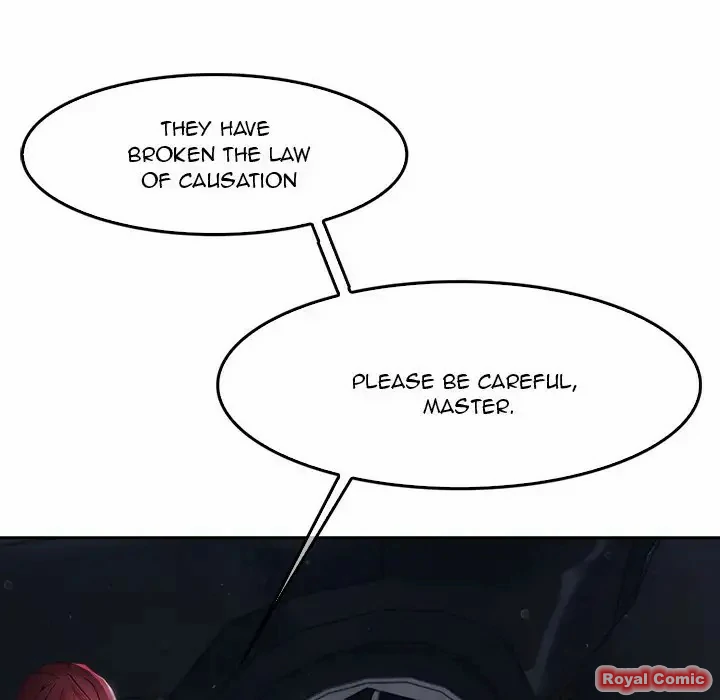 THEY HAVE
BROKEN THE LAW
OF CAUSATION
PLEASE BE CAREFUL,
MASTER.
Royal Comic